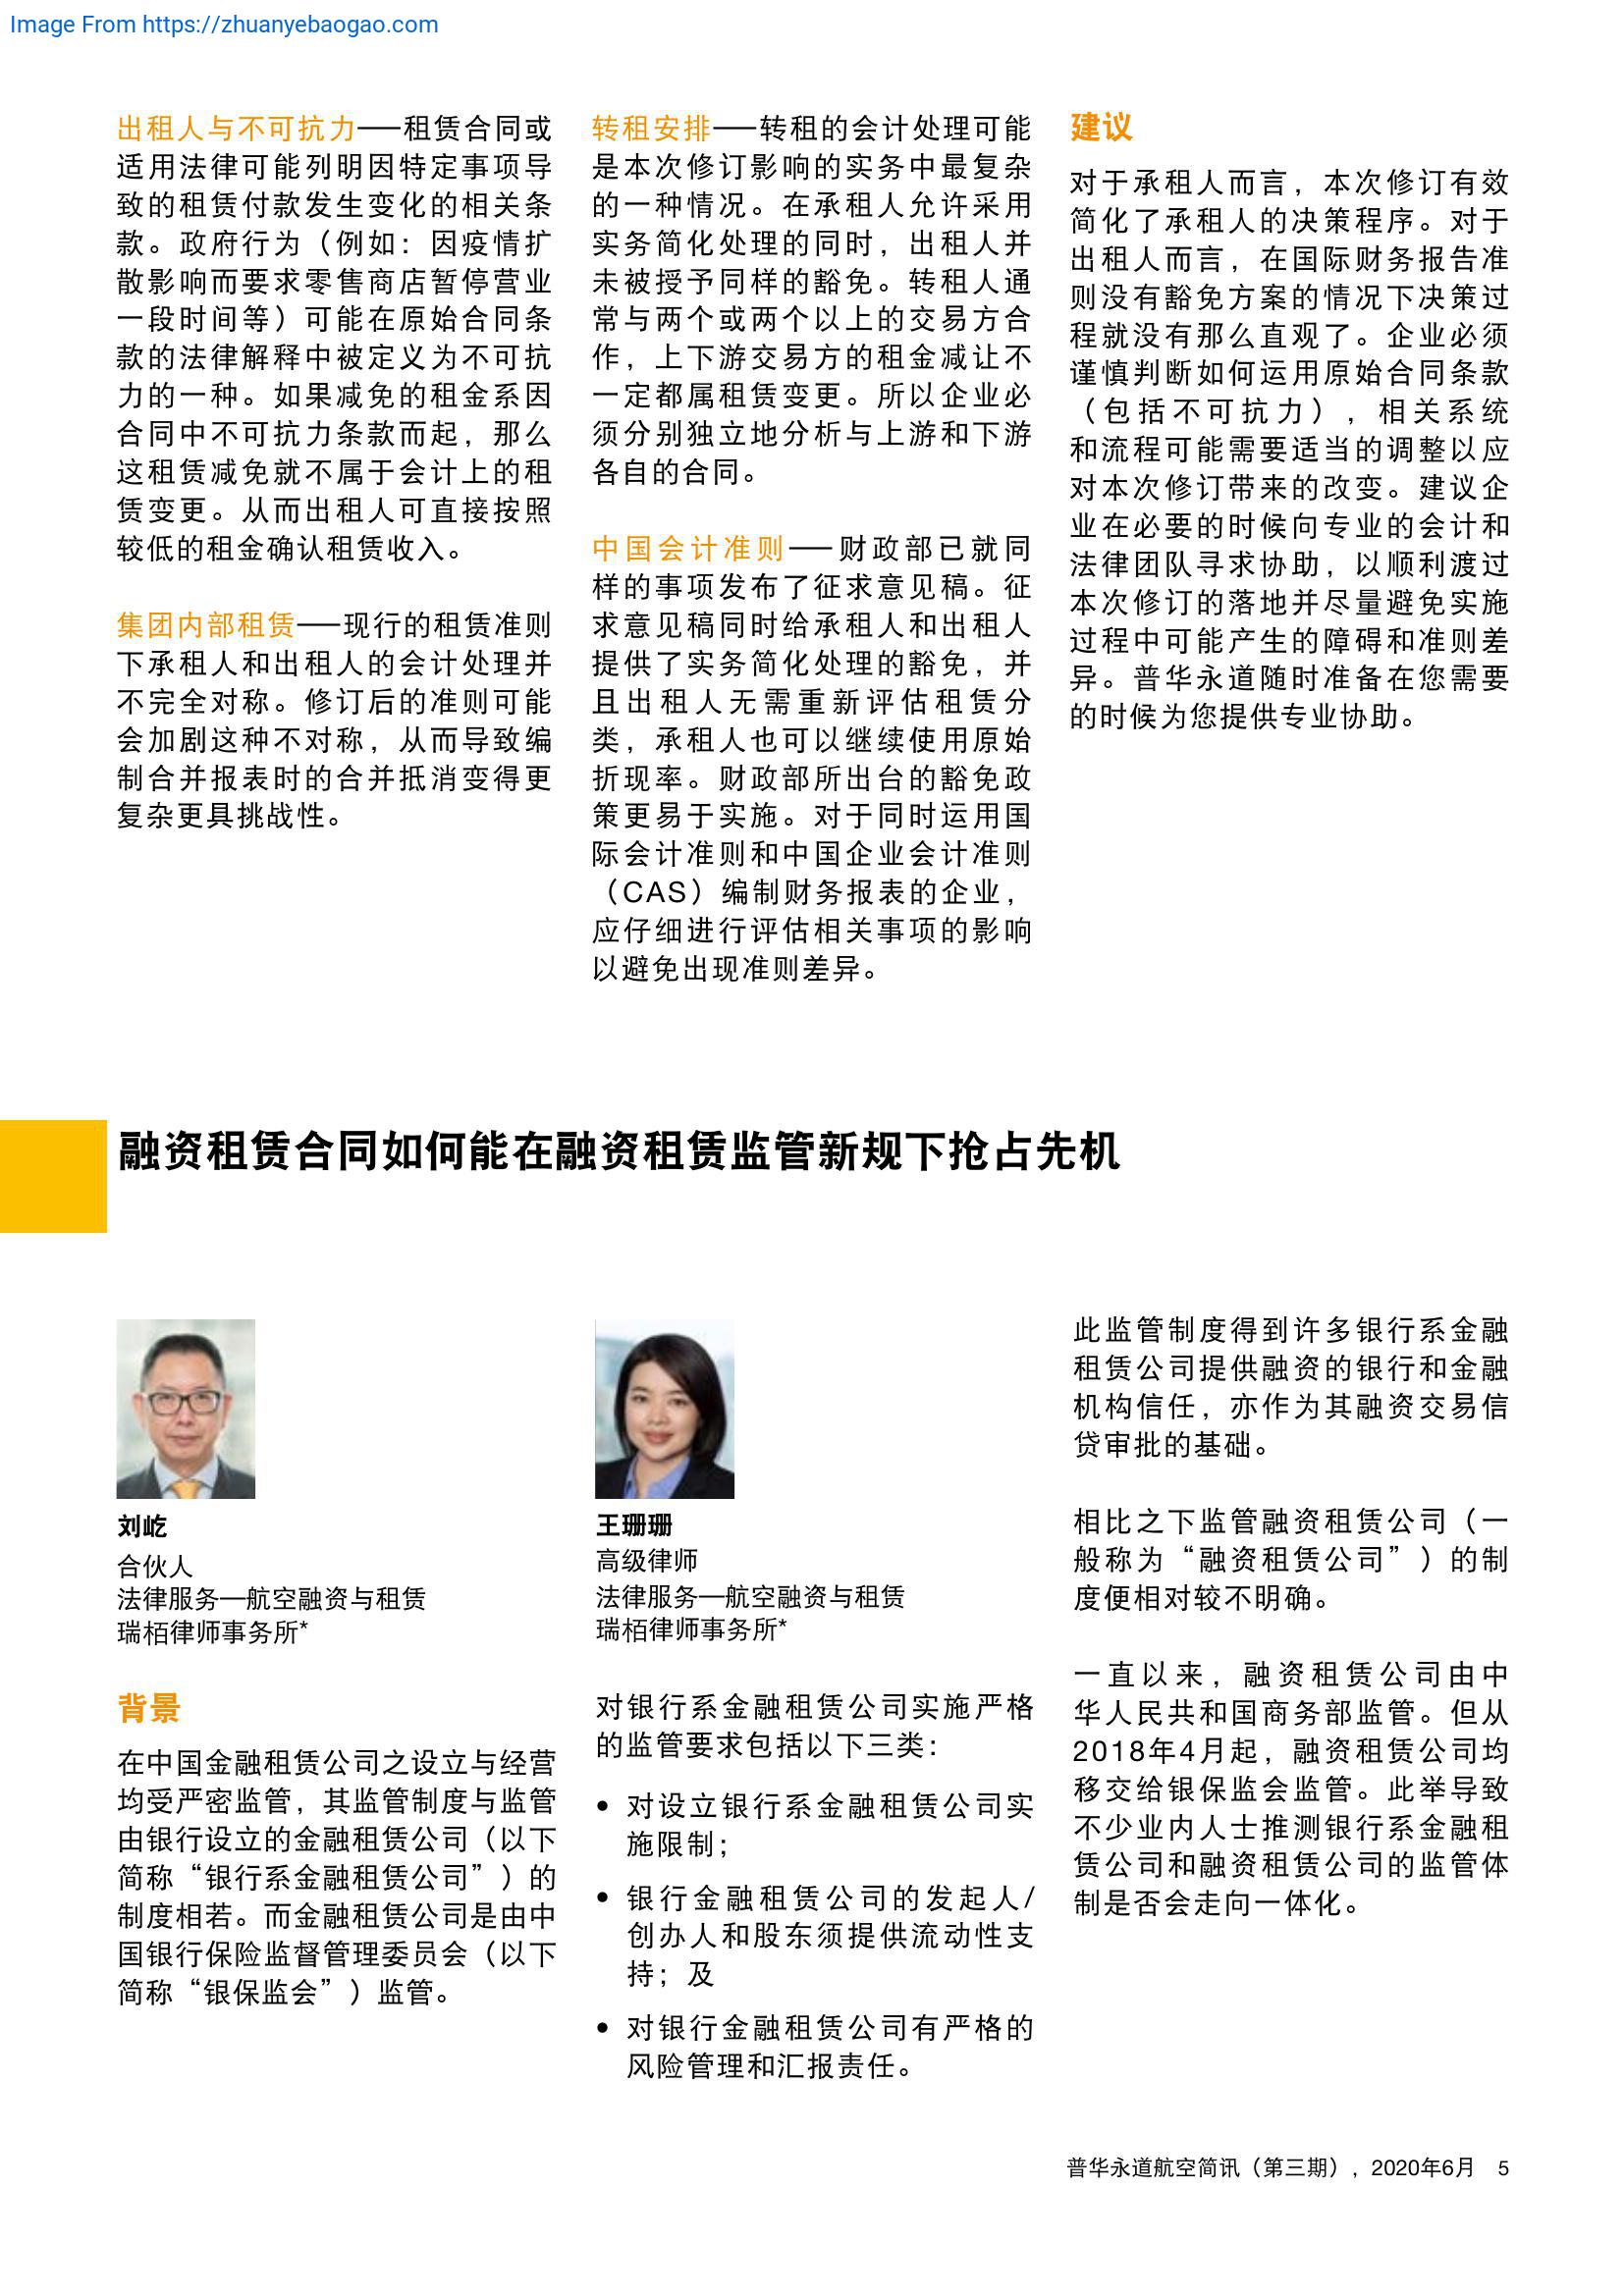 Image From https://zhuanyebaogao.com
出租人与不可抗力——租赁合同或
适用法律可能列明因特定事项导
致的租赁付款发生变化的相关条
款。政府行为（例如：因疫情扩
散影响而要求零售商店暂停营业
一段时间等）可能在原始合同条
款的法律解释中被定义为不可抗
力的一种。如果减免的租金系因
合同中不可抗力条款而起，那么
这租赁减免就不属于会计上的租
赁变更。从而出租人可直接按照
较低的租金确认租赁收入。
集团内部租赁——现行的租赁准则
下承租人和出租人的会计处理并
不完全对称。修订后的准则可能
会加剧这种不对称，从而导致编
制合并报表时的合并抵消变得更
复杂更具挑战性。
转租安排——转租的会计处理可能
是本次修订影响的实务中最复杂
的一种情况。在承租人允许采用
实务简化处理的同时，出租人并
未被授予同样的豁免。转租人通
常与两个或两个以上的交易方合
作，上下游交易方的租金减让不
一定都属租赁变更。所以企业必
须分别独立地分析与上游和下游
各自的合同。
中国会计准则——财政部已就同
样的事项发布了征求意见稿。征
求意见稿同时给承租人和出租人
提供了实务简化处理的豁免，并
且出租人无需重新评估租赁分
类，承租人也可以继续使用原始
折现率。财政部所出台的豁免政
策更易于实施。对于同时运用国
际会计准则和中国企业会计准则
（CAS）编制财务报表的企业，
应仔细进行评估相关事项的影响
以避免出现准则差异。
建议
对于承租人而言，本次修订有效
简化了承租人的决策程序。对于
出租人而言，在国际财务报告准
则没有豁免方案的情况下决策过
程就没有那么直观了。企业必须
谨慎判断如何运用原始合同条款
（包括不可抗力），相关系统
和流程可能需要适当的调整以应
对本次修订带来的改变。建议企
业在必要的时候向专业的会计和
法律团队寻求协助，以顺利渡过
本次修订的落地并尽量避免实施
过程中可能产生的障碍和准则差
异。普华永道随时准备在您需要
的时候为您提供专业协助。
融资租赁合同如何能在融资租赁监管新规下抢占先机
刘屹
合伙人
法律服务—航空融资与租赁
瑞栢律师事务所*
背景
在中国金融租赁公司之设立与经营
均受严密监管，其监管制度与监管
由银行设立的金融租赁公司（以下
简称“银行系金融租赁公司”）的
制度相若。而金融租赁公司是由中
国银行保险监督管理委员会（以下
简称“银保监会”）监管。
王珊珊
高级律师
法律服务—航空融资与租赁
瑞栢律师事务所*
对银行系金融租赁公司实施严格
的监管要求包括以下三类：
• 对设立银行系金融租赁公司实
施限制；
• 银行金融租赁公司的发起人/
创办人和股东须提供流动性支
持；及
• 对银行金融租赁公司有严格的
风险管理和汇报责任。
此监管制度得到许多银行系金融
租赁公司提供融资的银行和金融
机构信任，亦作为其融资交易信
贷审批的基础。
相比之下监管融资租赁公司（一
般称为“融资租赁公司”）的制
度便相对较不明确。
一直以来，融资租赁公司由中
华人民共和国商务部监管。但从
2018年4月起，融资租赁公司均
移交给银保监会监管。此举导致
不少业内人士推测银行系金融租
赁公司和融资租赁公司的监管体
制是否会走向一体化。
普华永道航空简讯（第三期），2020年6月 5